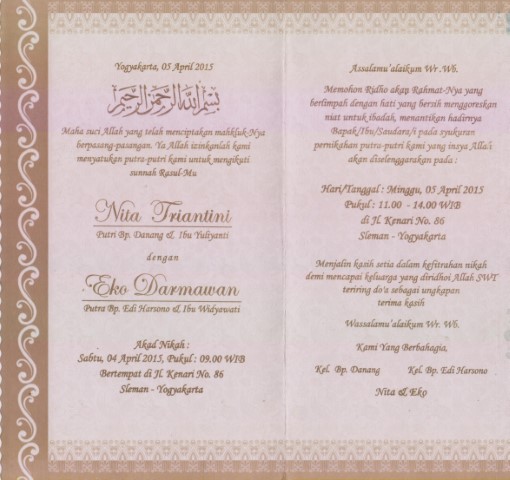 Yogyakarta, 05 April 2015
بسم الله الرحمن الرحيم
Maha suci Allah yang telah menciptakan mahkluk-Nya
berpasang-pasangan. Ya Allah izinkanlah kami
menyatukan putra-putri kami untuk mengikuti
sunnah Rasul-Mu
Nita Triantini
Putri Bp. Danang & Ibu Yuliyanti
dengan
Eko Darmawan
Putra Bp. Edi Harsono & Ibu Widyawati
Akad Nikah :
Sabtu, 04 April 2015, Pukul : 09.00 WIB
Bertempat di Jl. Kenari No. 86
Sleman - Yogyakarta
Assalamu'alaikum Wr. Wb.
Memohon Ridho akan Rahmat-Nya yang
berlimpah dengan hati yang bersih menggoreskan
niat untuk ibadah, menantikan hadirnya
Bapak/Ibu/Saudara/i pada syukuran
pernikahan putra-putri kami yang insya Allah
akan diselenggarakan pada :
Hari/Tanggal : Minggu, 05 April 2015
Pukul : 11.00 - 14.00 WIB
di Jl. Kenari No. 86
Sleman - Yogyakarta
Menjalin kasih setia dalam kefitrahan nikah
demi mencapai keluarga yang diridhoi Allah SWT
teriring do'a sebagai ungkapan
terima kasih
Wassalamu'alaikum Wr. Wb.
Kami Yang Berbahagia,
Kel. Bp. Danang Kel. Bp. Edi Harsono
Nita & Eko